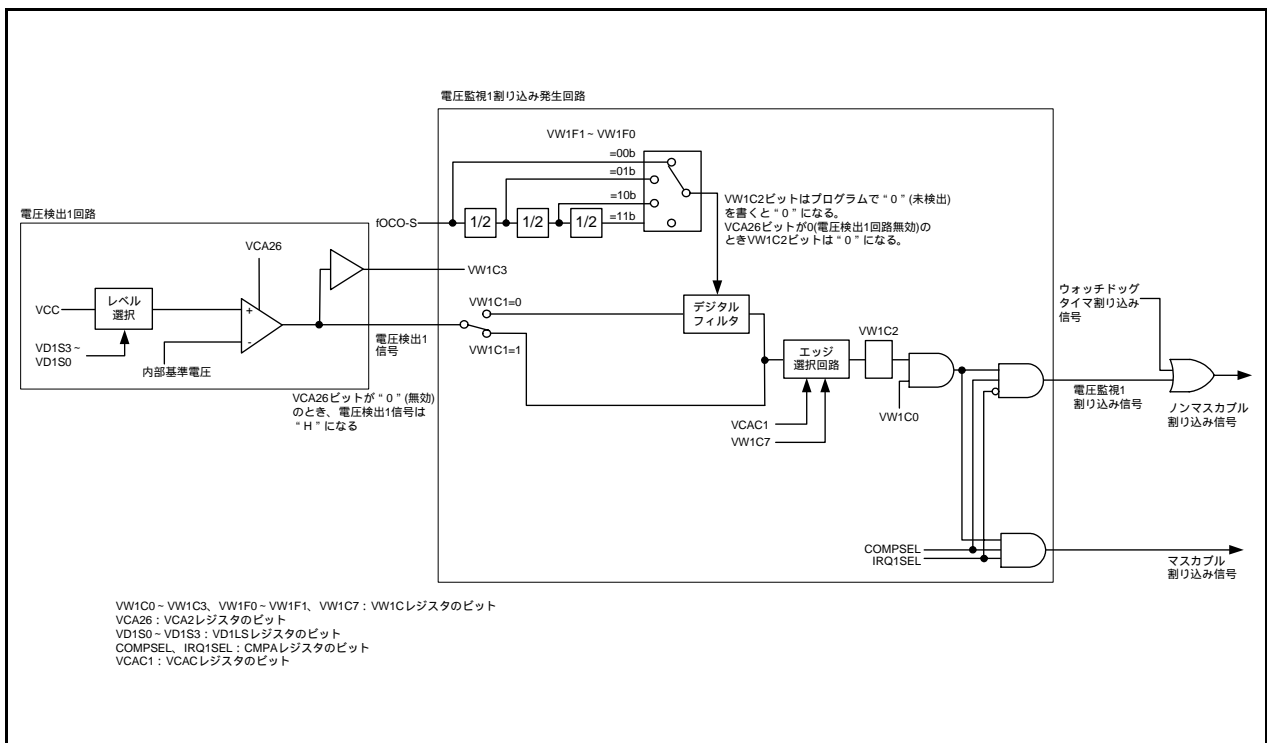 電圧監視1割り込み発生回路
VW1F1~VW1F0
=00b
=01b
=10b
=11b
fOCO-S
1/2
1/2
1/2
VW1C2ビットはプログラムで“0”(未検出)
を書くと“0”になる。
VCA26ビットが0(電圧検出1回路無効)の
ときVW1C2ビットは“0”になる。
電圧検出1回路
VCA26
VW1C3
VCC
レベル
選択
+
-
VD1S3~
VD1S0
内部基準電圧
電圧検出1
信号
VW1C1=0
VW1C1=1
デジタル
フィルタ
VCA26ビットが“0”(無効)
のとき、電圧検出1信号は
“H”になる
エッジ
選択回路
VW1C2
VCAC1
VW1C7
VW1C0
ウォッチドッグ
タイマ割り込み
信号
電圧監視1
割り込み信号
ノンマスカブル
割り込み信号
COMPSEL
IRQ1SEL
マスカブル
割り込み信号
VW1C0~VW1C3、VW1F0~VW1F1、VW1C7:VW1Cレジスタのビット
VCA26:VCA2レジスタのビット
VD1S0~VD1S3:VD1LSレジスタのビット
COMPSEL、IRQ1SEL:CMPAレジスタのビット
VCAC1:VCACレジスタのビット